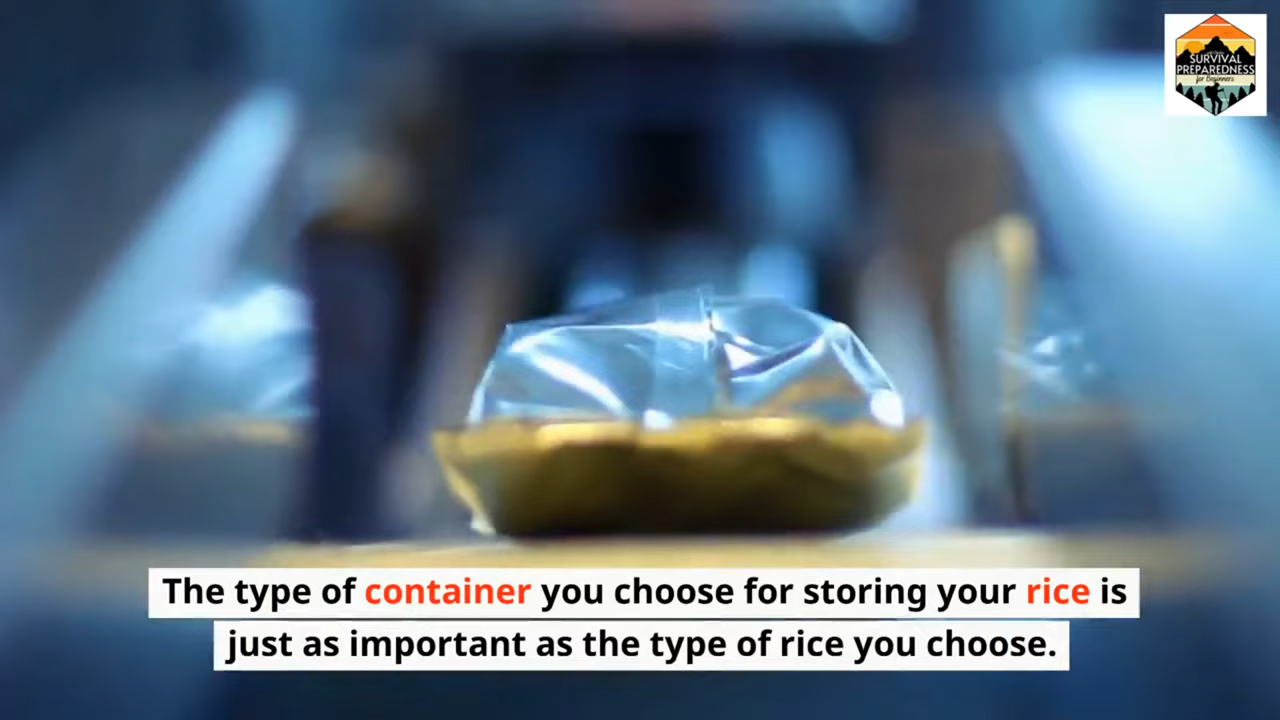 SURVIVAL
PREPAREDNESS
for Beginners
The type of container you choose for storing your rice is
just as important as the type of rice you choose.